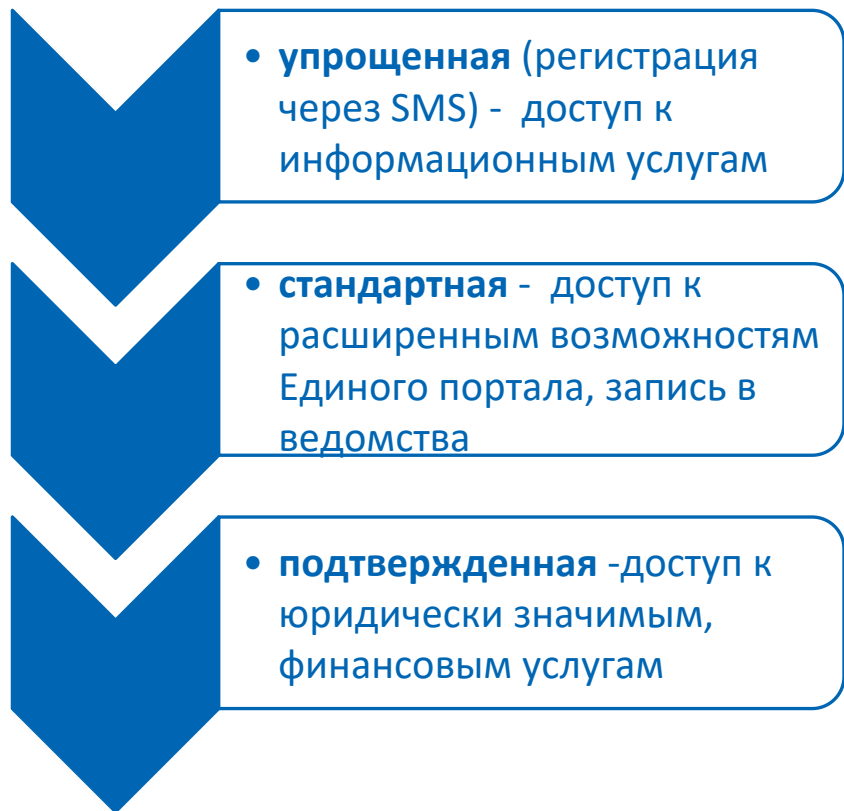 • упрощенная (регистрация
через SMS) - доступ к
информационным услугам
• стандартная - доступ к
расширенным возможностям
Единого портала, запись в
ведомства
• подтвержденная -доступ к
юридически значимым,
финансовым услугам